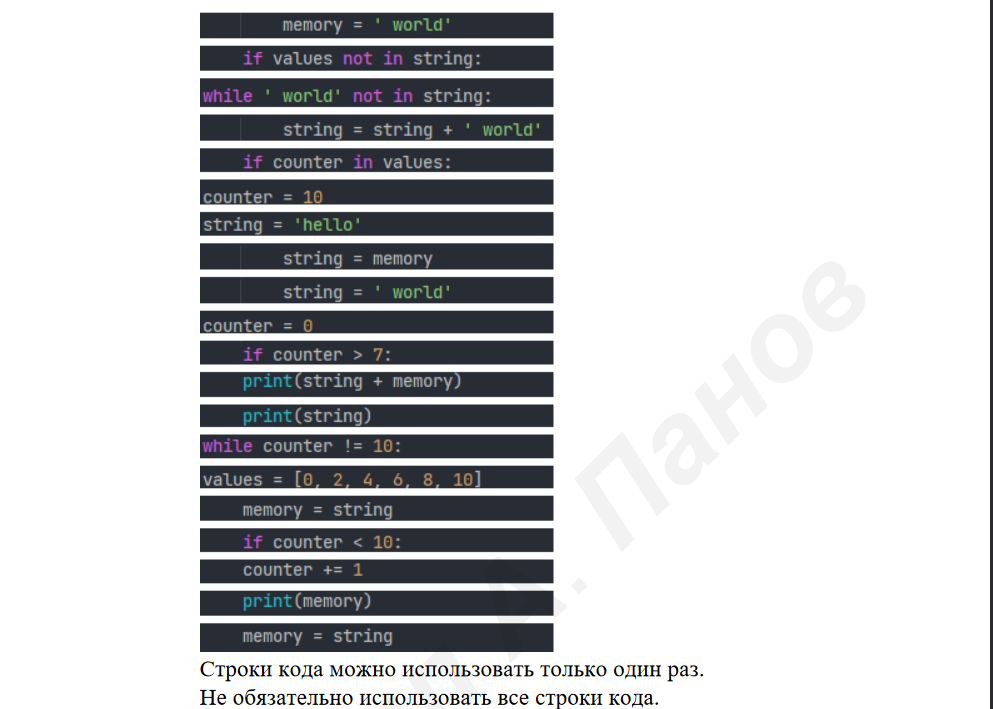 memory = ' world'
    if values not in string:
while ' world' not in string:
        string = string + ' world'
    if counter in values:
counter = 10
string = 'hello'
        string = memory
        string = ' world'
counter = 0
    if counter > 7:
    print(string + memory)
    print(string)
while counter != 10:
values = [0, 2, 4, 6, 8, 10]
    memory = string
    if counter < 10:
    counter += 1
    print(memory)
    memory = string
Строки кода можно использовать только один раз.
Не обязательно использовать все строки кода.
А. Панов